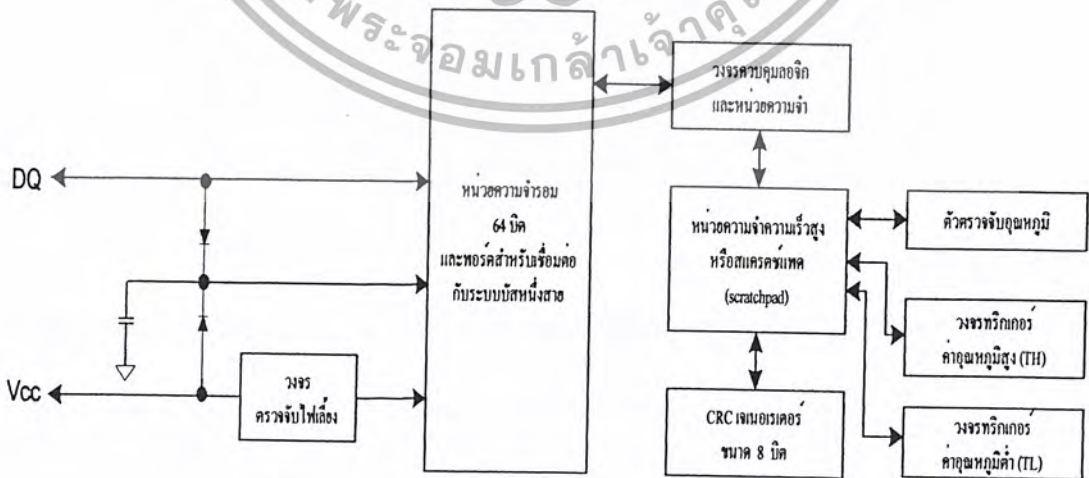 พระจอมเกล้าเจ้าคุณ
วงจรควบคุมลอจิก
และหน่วยความจำ
DQ
หน่วยความจำรอม
64 บิต
และพอร์ตสำหรับเชื่อมต่อ
กับระบบบัสหนึ่งสาย
หน่วยความจำความเร็วสูง
หรือสแครตช์แพด
(scratchpad)
ตัวตรวจจับอุณหภูมิ
วงจรทริกเกอร์
ค่าอุณหภูมิสูง (TH)
Vcc
วงจร
ตรวจจับไฟเลี้ยง
CRC เจเนอเรเตอร์
ขนาด 8 บิต
วงจรทริกเกอร์
ค่าอุณหภูมิต่ำ (TL)